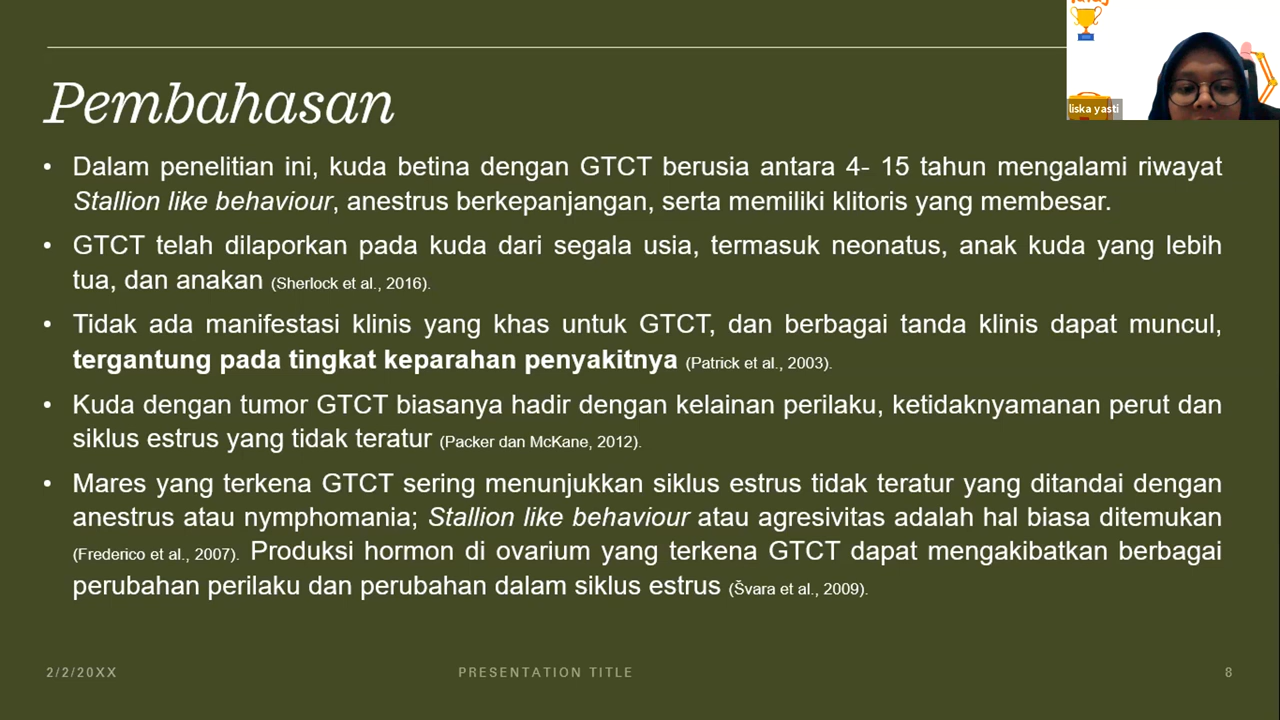 Pembahasan
liska yasti
• Dalam penelitian ini, kuda betina dengan GTCT berusia antara 4- 15 tahun mengalami riwayat
Stallion like behaviour, anestrus berkepanjangan, serta memiliki klitoris yang membesar.
• GTCT telah dilaporkan pada kuda dari segala usia, termasuk neonatus, anak kuda yang lebih
tua, dan anakan (Sherlock et al., 2016).
• Tidak ada manifestasi klinis yang khas untuk GTCT, dan berbagai tanda klinis dapat muncul,
tergantung pada tingkat keparahan penyakitnya (Patrick et al., 2003).
• Kuda dengan tumor GTCT biasanya hadir dengan kelainan perilaku, ketidaknyamanan perut dan
siklus estrus yang tidak teratur (Packer dan McKane, 2012).
• Mares yang terkena GTCT sering menunjukkan siklus estrus tidak teratur yang ditandai dengan
anestrus atau nymphomania; Stallion like behaviour atau agresivitas adalah hal biasa ditemukan
(Frederico et al., 2007). Produksi hormon di ovarium yang terkena GTCT dapat mengakibatkan berbagai
perubahan perilaku dan perubahan dalam siklus estrus (Švara et al., 2009).
2/2/20XX
PRESENTATION TITLE
8